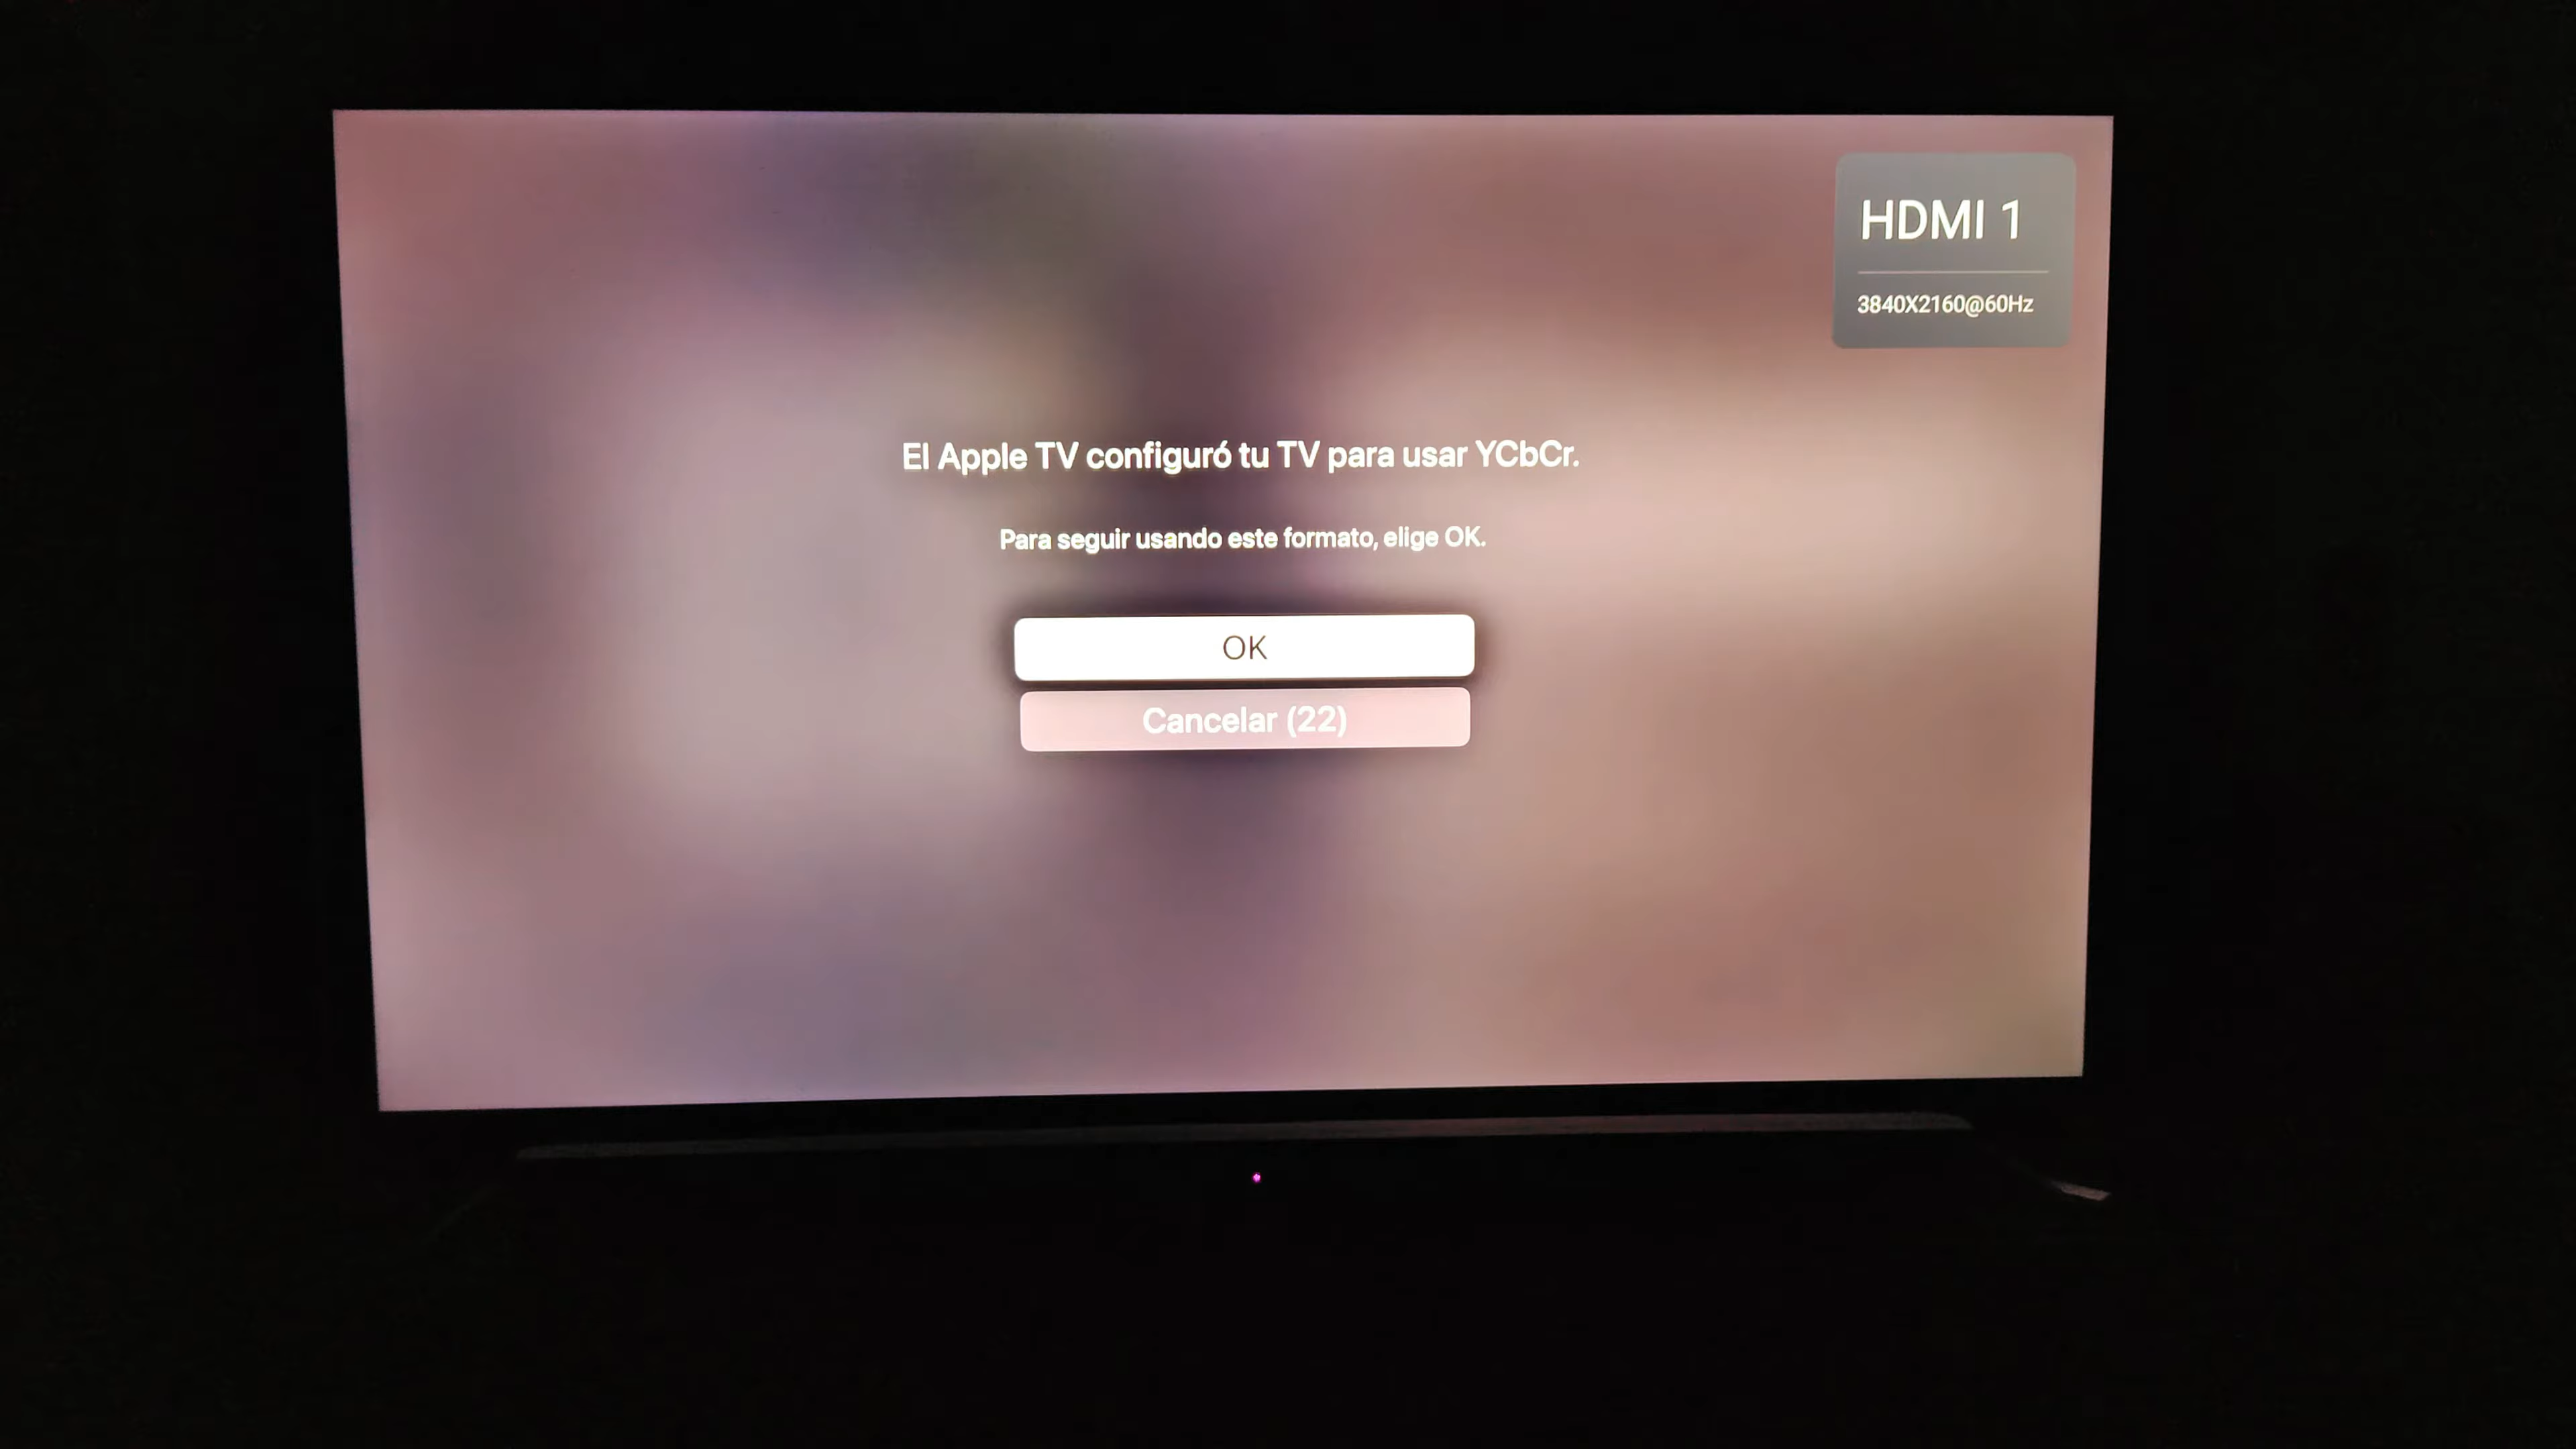 HDMI 1
3840X2160@60Hz
El Apple TV configuró tu TV para usar YCbCr.
Para seguir usando este formato, elige OK.
OK
Cancelar (22)